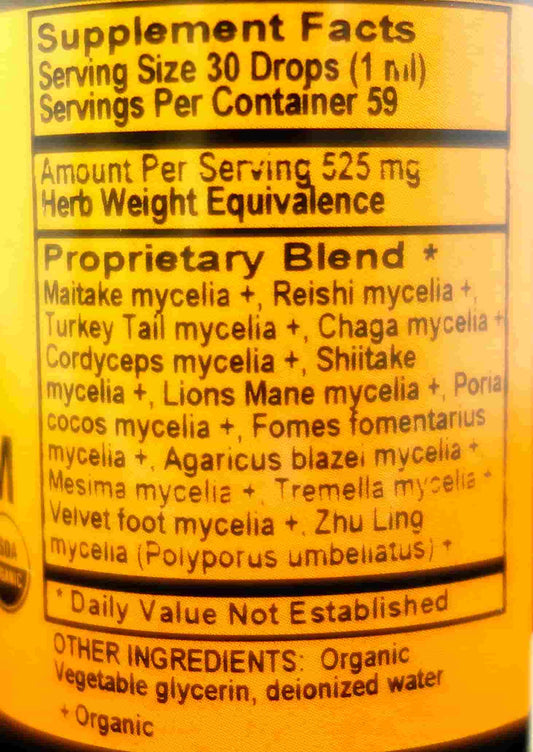 Supplement Facts
Serving Size 30 Drops (1 ml)
Servings Per Container 59
Amount Per Serving 525 mg
Herb Weight Equivalence
Proprietary Blend *
Maitake mycelia +, Reishi mycelia +,
Turkey Tail mycelia +, Chaga mycelia +
Cordyceps mycelia +, Shiitake
mycelia +, Lions Mane mycelia +, Poria
cocos mycelia +, Fomes fomentarius
mycelia +, Agaricus blazei mycelia +
Mesima mycelia +, Tremella mycelia +
Velvet foot mycelia +, Zhu Ling
mycelia (Polyporus umbellatus) +
* Daily Value Not Established
OTHER INGREDIENTS: Organic
Vegetable glycerin, deionized water
+ Organic